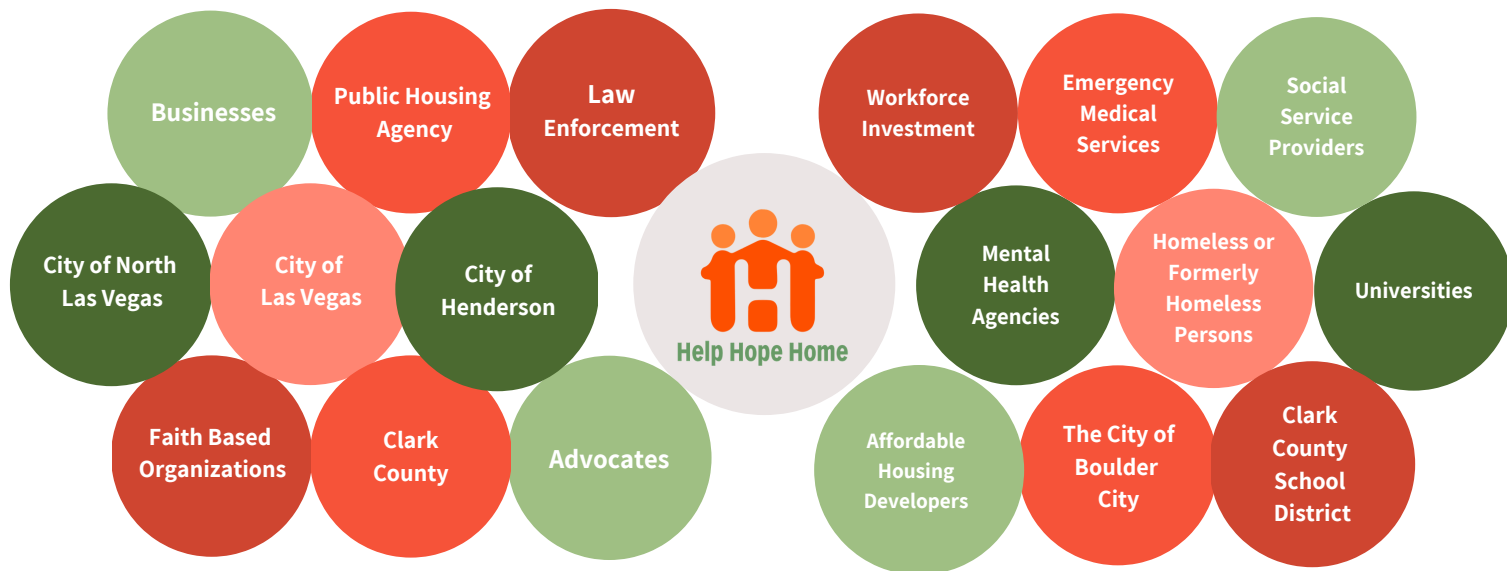 Businesses
Public Housing
Agency
Law
Enforcement
City of North
Las Vegas
City of
Las Vegas
City of
Henderson
Faith Based
Organizations
Clark
County
Advocates
Help Hope Home
Workforce
Investment
Emergency
Medical
Services
Social
Service
Providers
Mental
Health
Agencies
Homeless or
Formerly
Homeless
Persons
Universities
Affordable
Housing
Developers
The City of
Boulder
City
Clark
County
School
District